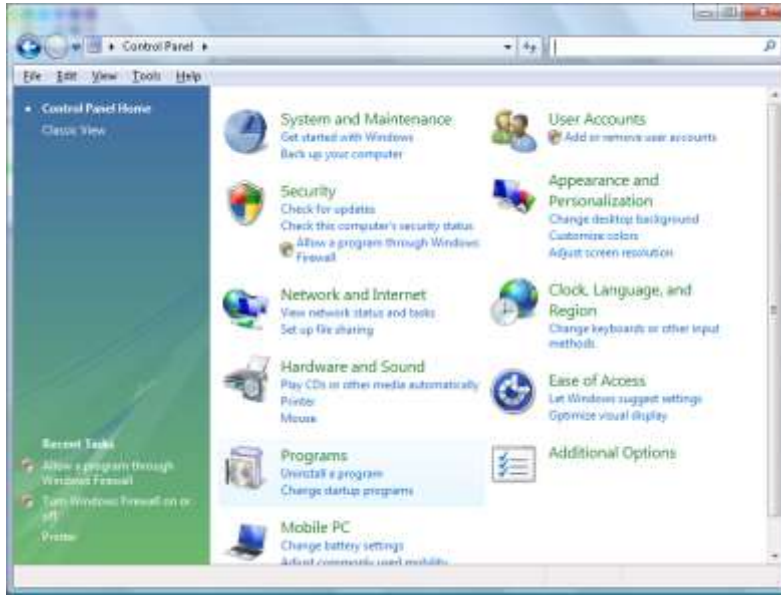 Control Panel
File Edit View Tools Help
Control Panel Home
Classic View
System and Maintenance
Get started with Windows
Back up your computer
Security
Check for updates
Check this computer's security status
Allow a program through Windows
Firewall
Network and Internet
View network status and tasks
Set up file sharing
Hardware and Sound
Play CDs or other media automatically
Printer
Mouse
Programs
Uninstall a program
Change startup programs
Mobile PC
Change battery settings
Adjust commonly used mobility
User Accounts
Add or remove user accounts
Appearance and
Personalization
Change desktop background
Customize colors
Adjust screen resolution
Clock, Language, and
Region
Change keyboards or other input
methods
Ease of Access
Let Windows suggest settings
Optimize visual display
Additional Options
Recent Tasks
Allow a program through
Windows Firewall
Turn Windows Firewall on or
off
Printer